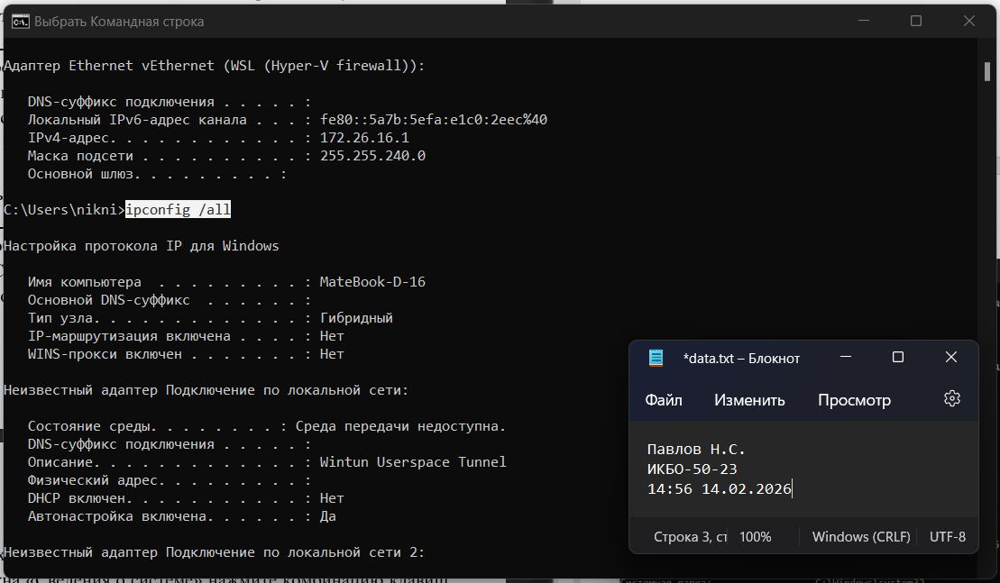 Выбрать Командная строка
Адаптер Ethernet vEthernet (WSL (Hyper-V firewall)):
DNS-суффикс подключения . . . . . :
Локальный IPv6-адрес канала . . . : fe80::5a7b:5efa:e1c0:2eec%40
IPv4-адрес. . . . . . . . . . . . : 172.26.16.1
Маска подсети . . . . . . . . . . : 255.255.240.0
Основной шлюз. . . . . . . . . :
C:\Users\nikni>ipconfig /all
Настройка протокола IP для Windows
Имя компьютера  . . . . . . . . . : MateBook-D-16
Основной DNS-суффикс  . . . . . . :
Тип узла. . . . . . . . . . . . . : Гибридный
IP-маршрутизация включена . . . . : Нет
WINS-прокси включен . . . . . . . : Нет
Неизвестный адаптер Подключение по локальной сети:
Состояние среды. . . . . . . . : Среда передачи недоступна.
DNS-суффикс подключения . . . . . :
Описание. . . . . . . . . . . . . : Wintun Userspace Tunnel
Физический адрес. . . . . . . . . :
DHCP включен. . . . . . . . . . . : Нет
Автонастройка включена. . . . . . : Да
Неизвестный адаптер Подключение по локальной сети 2:
*data.txt – Блокнот
Файл Изменить Просмотр
Павлов Н.С.
ИКБО-50-23
14:56 14.02.2026
Строка 3, ст 100% Windows (CRLF) UTF-8